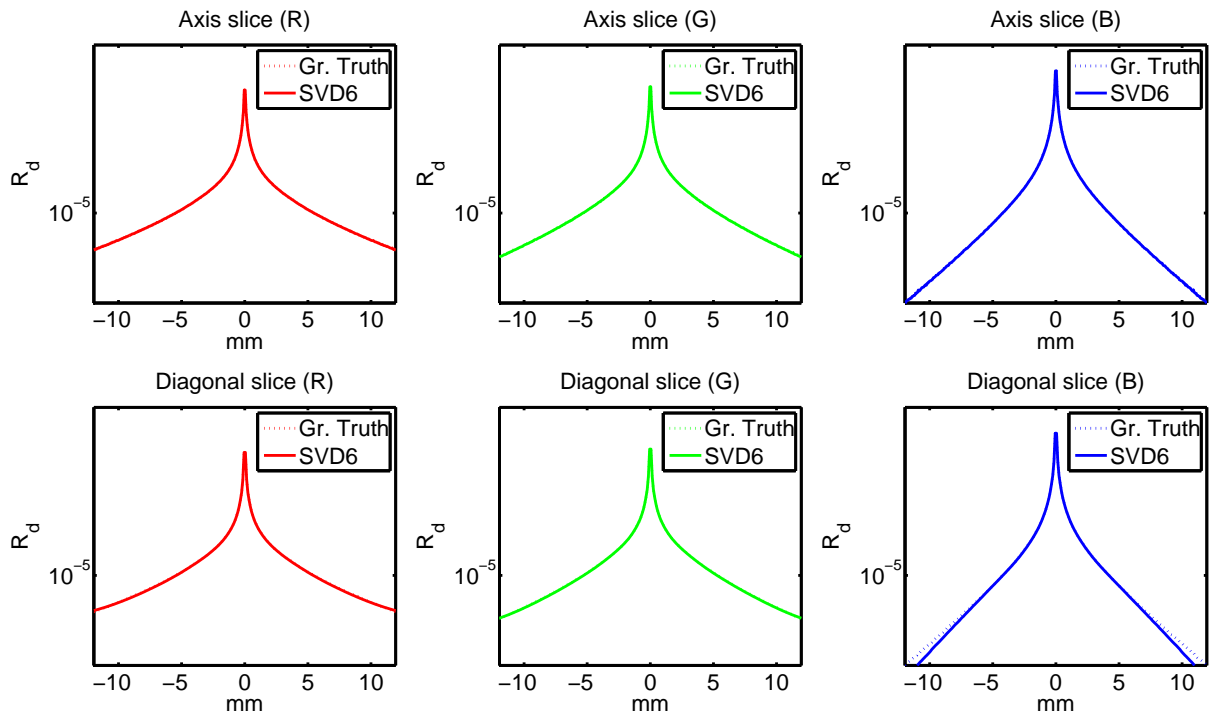 Axis slice (R)
Gr. Truth
SVD6
R_d
10^{-5}
−10 −5 0 5 10
mm
Axis slice (G)
Gr. Truth
SVD6
R_d
10^{-5}
−10 −5 0 5 10
mm
Axis slice (B)
Gr. Truth
SVD6
R_d
10^{-5}
−10 −5 0 5 10
mm
Diagonal slice (R)
Gr. Truth
SVD6
R_d
10^{-5}
−10 −5 0 5 10
mm
Diagonal slice (G)
Gr. Truth
SVD6
R_d
10^{-5}
−10 −5 0 5 10
mm
Diagonal slice (B)
Gr. Truth
SVD6
R_d
10^{-5}
−10 −5 0 5 10
mm